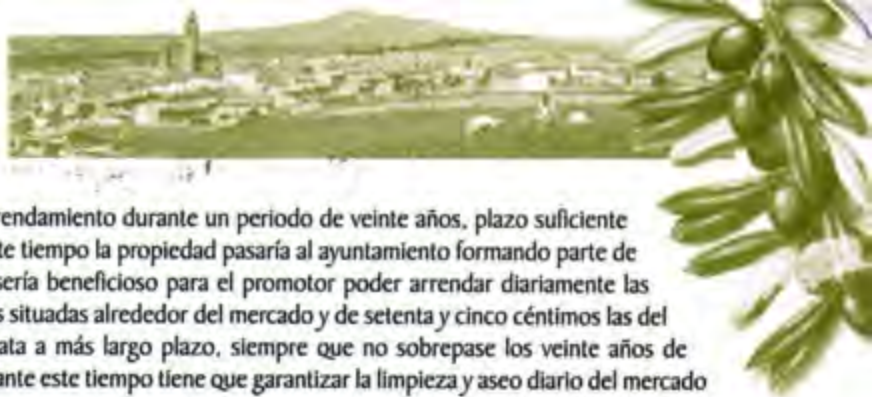 rendamiento durante un periodo de veinte años, plazo suficiente
te tiempo la propiedad pasaría al ayuntamiento formando parte de
sería beneficioso para el promotor poder arrendar diariamente las
s situadas alrededor del mercado y de setenta y cinco céntimos las del
ata a más largo plazo, siempre que no sobrepase los veinte años de
ante este tiempo tiene que garantizar la limpieza y aseo diario del mercado